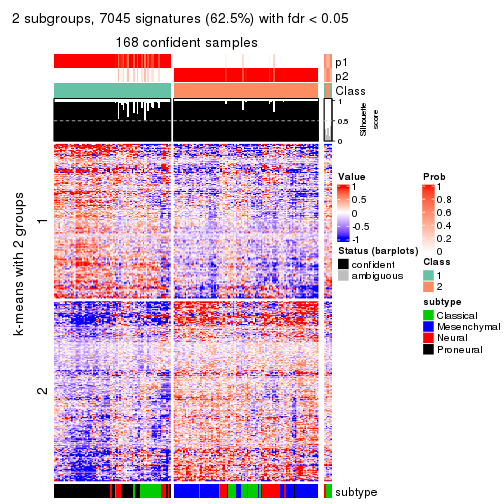 2 subgroups, 7045 signatures (62.5%) with fdr < 0.05
168 confident samples
p1
p2
Class
1
0.5
0
Silhouette
score
k-means with 2 groups
1
2
subtype
Value
1
0.5
0
-0.5
-1
Status (barplots)
confident
ambiguous
Prob
1
0.8
0.6
0.4
0.2
0
Class
1
2
subtype
Classical
Mesenchymal
Neural
Proneural